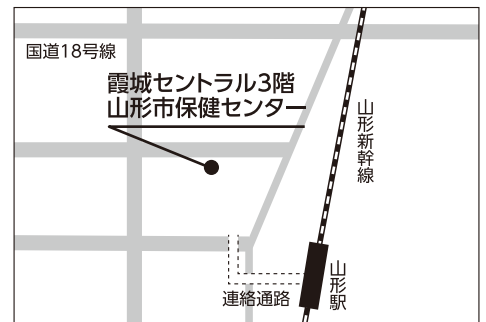 国道18号線
霞城セントラル3階
山形市保健センター
山形新幹線
山形駅
連絡通路